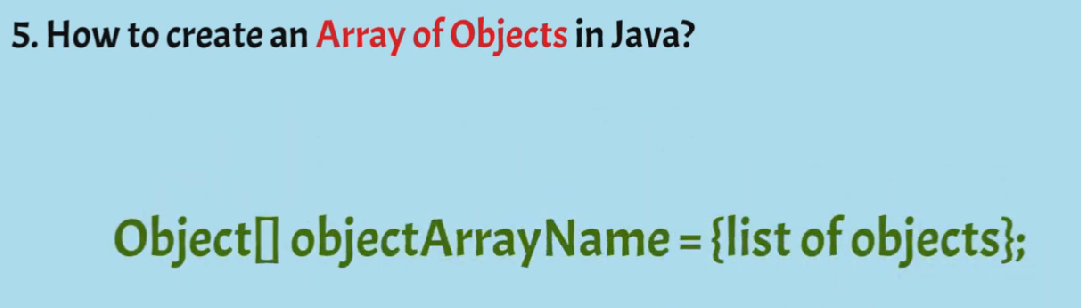 5. How to create an Array of Objects in Java?
Object[] objectArrayName = {list of objects};